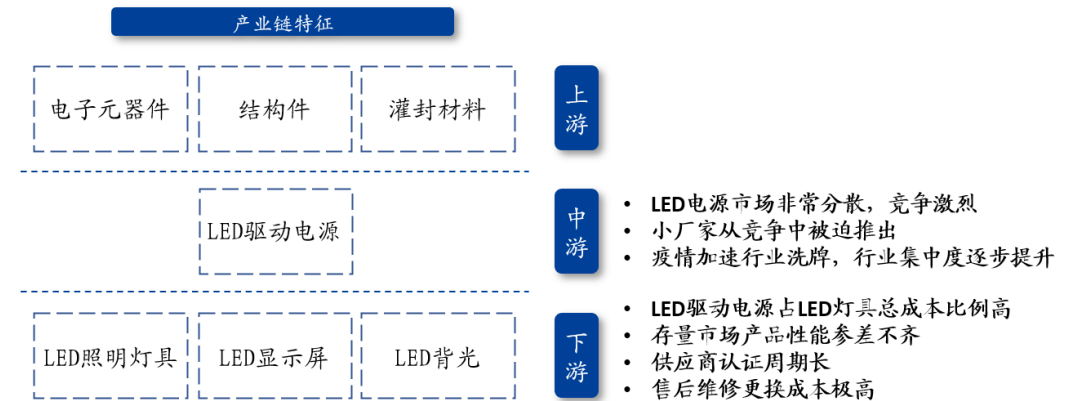 产业链特征
电子元器件 结构件 灌封材料
上游
LED驱动电源
中游
• LED电源市场非常分散，竞争激烈
• 小厂家从竞争中被迫推出
• 疫情加速行业洗牌，行业集中度逐步提升
LED照明灯具 LED显示屏 LED背光
下游
• LED驱动电源占LED灯具总成本比例高
• 存量市场产品性能参差不齐
• 供应商认证周期长
• 售后维修更换成本极高